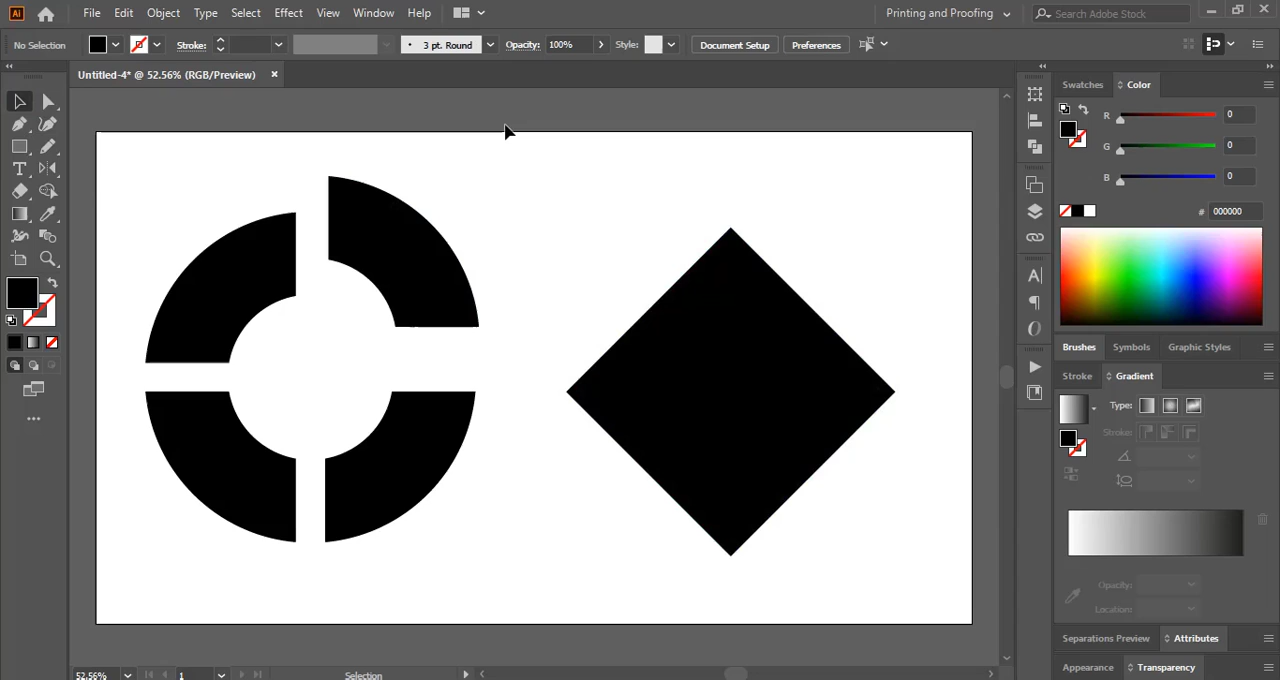 Ai File Edit Object Type Select Effect View Window Help Printing and Proofing Search Adobe Stock
No Selection Stroke: 3 pt. Round Opacity: 100% Style: Document Setup Preferences
Untitled-4* @ 52.56% (RGB/Preview)
Swatches Color
R 0
G 0
B 0
# 000000
Brushes Symbols Graphic Styles
Stroke Gradient
Type:
Stroke:
Opacity:
Location:
Separations Preview Attributes
Appearance Transparency
52.56% 1 Selection